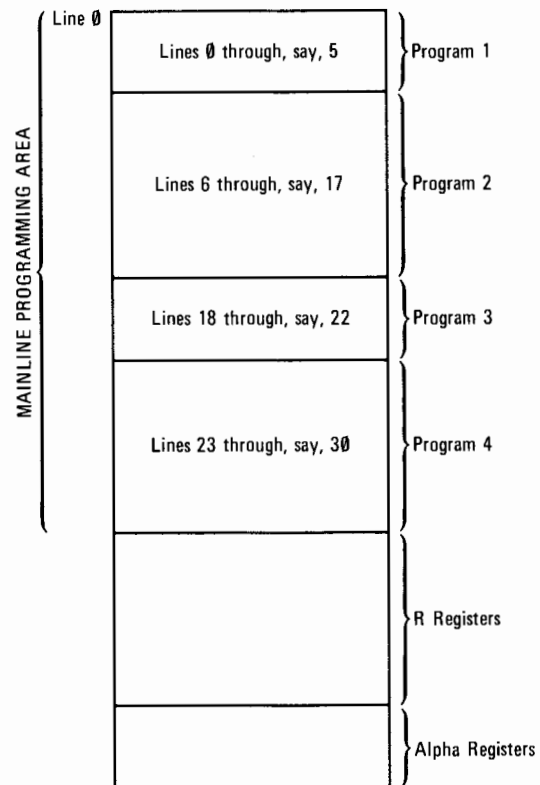 Line Ø
Lines Ø through, say, 5
Program 1
MAINLINE PROGRAMMING AREA
Lines 6 through, say, 17
Program 2
Lines 18 through, say, 22
Program 3
Lines 23 through, say, 3Ø
Program 4
R Registers
Alpha Registers